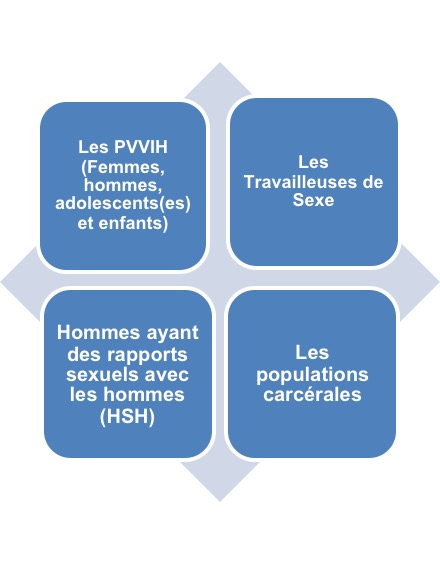 Les PVVIH
(Femmes,
hommes,
adolescents(es)
et enfants)
Les
Travailleuses de
Sexe
Hommes ayant
des rapports
sexuels avec
les hommes
(HSH)
Les
populations
carcérales